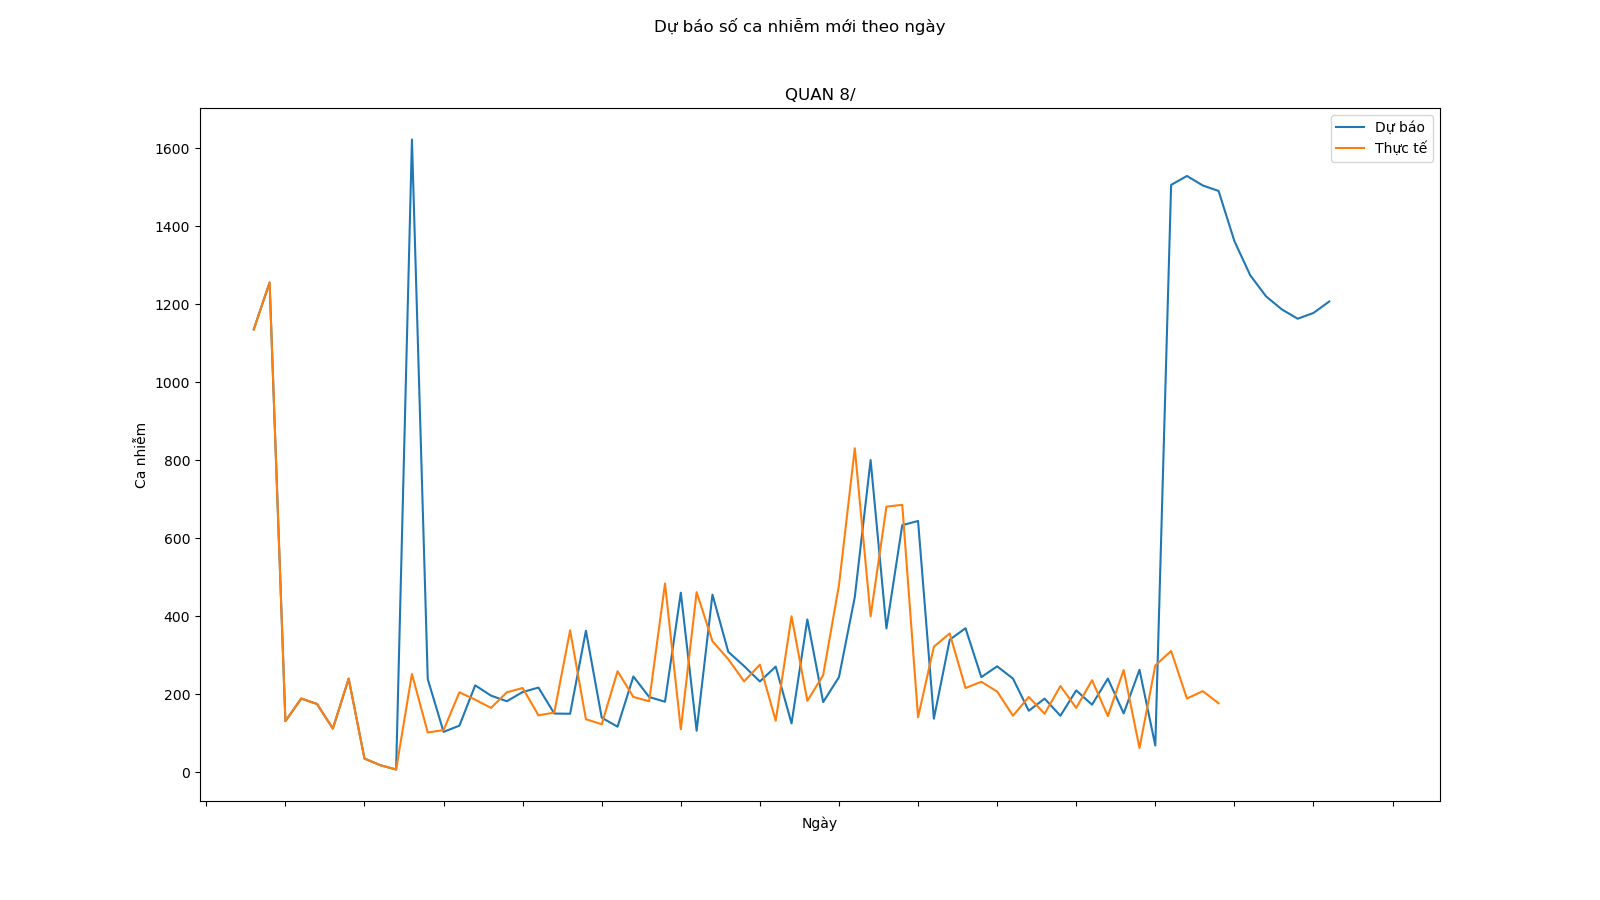 Dự báo số ca nhiễm mới theo ngày
QUAN 8/
Dự báo
Thực tế
1600
1400
1200
1000
800
600
400
200
0
Ca nhiễm
Ngày